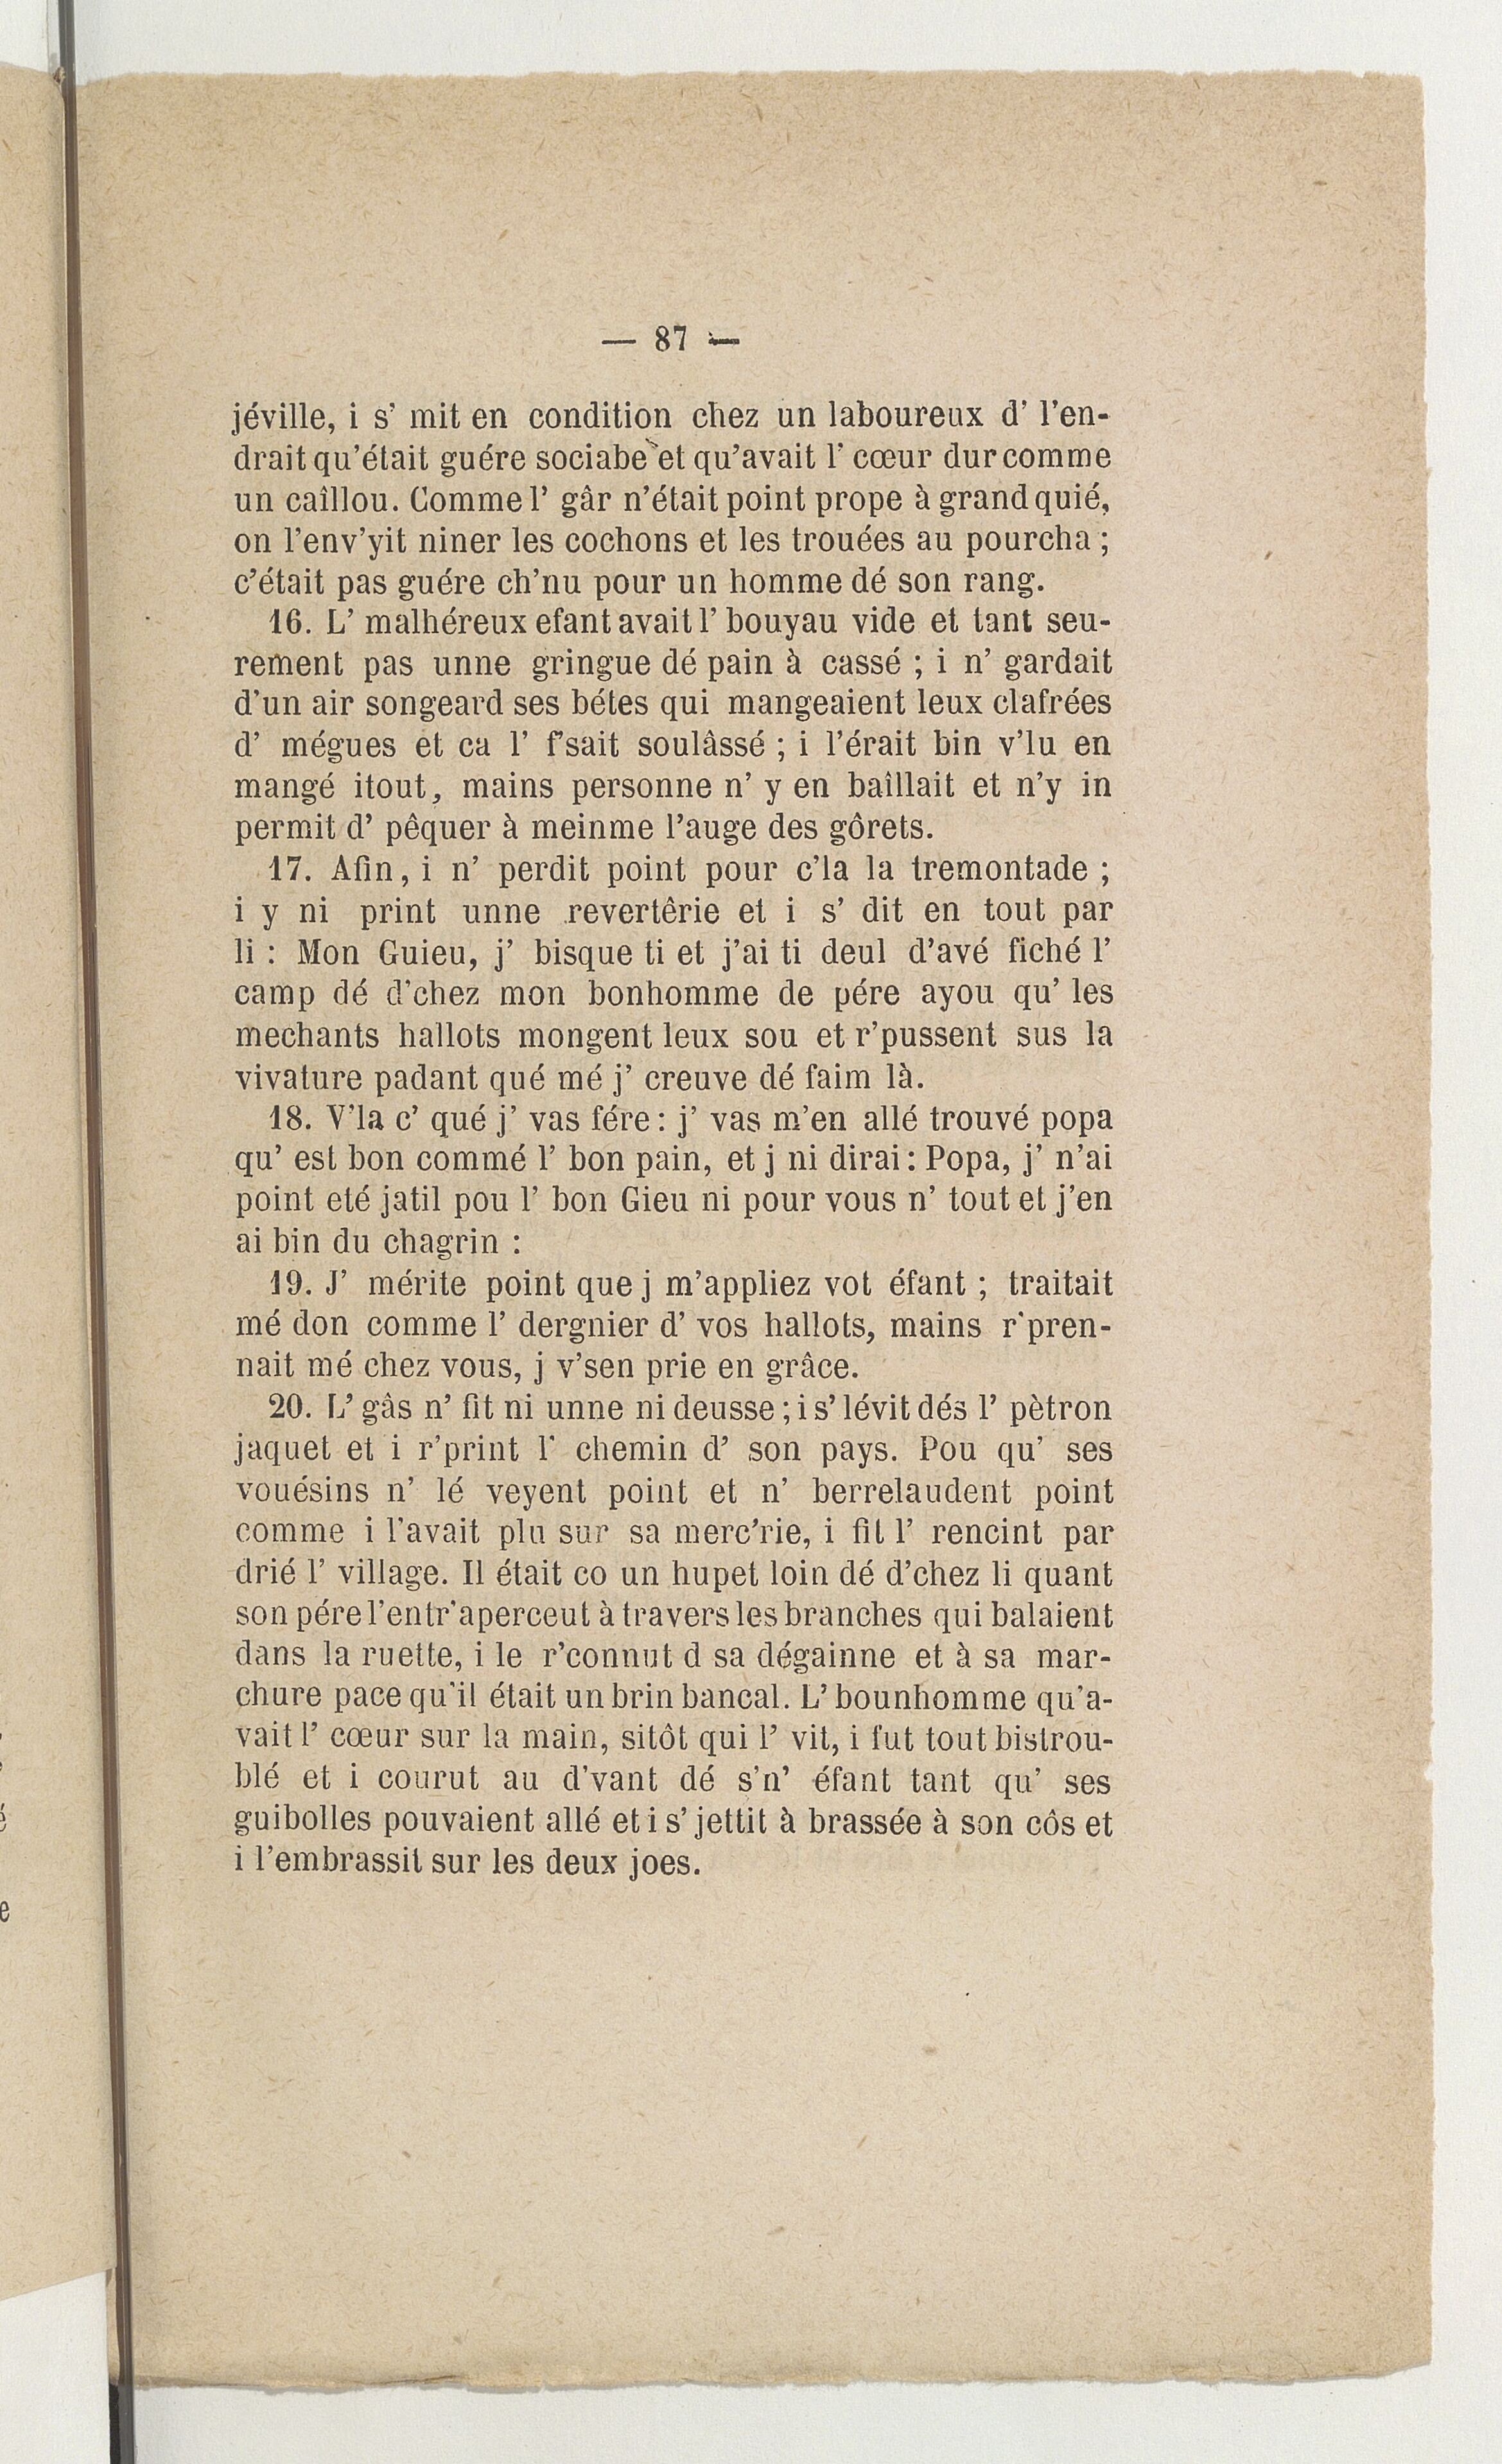 — 87 —
jéville, i s' mit en condition chez un laboureux d' l'en-
drait qu'était guére sociabe et qu'avait l' cœur dur comme
un caîllou. Comme l' gâr n'était point prope à grand quié,
on l'env'yit niner les cochons et les trouées au pourcha ;
c'était pas guére ch'nu pour un homme dé son rang.
16. L' malhéreux efant avait l' bouyau vide et tant seu-
rement pas unne gringue dé pain à cassé ; i n' gardait
d'un air songeard ses bétes qui mangeaient leux clafrées
d' mégues et ca l' f'sait soulâssé ; i l'érait bin v'lu en
mangé itout, mains personne n' y en baîllait et n'y in
permit d' pêquer à meinme l'auge des gôrets.
17. Afin, i n' perdit point pour c'la la tremontade ;
i y ni print unne revertêrie et i s' dit en tout par
li : Mon Guieu, j' bisque ti et j'ai ti deul d'avé fiché l'
camp dé d'chez mon bonhomme de pére ayou qu' les
mechants hallots mongent leux sou et r'pussent sus la
vivature padant qué mé j' creuve dé faim là.
18. V'la c' qué j' vas fére : j' vas m'en allé trouvé popa
qu' est bon commé l' bon pain, et j ni dirai : Popa, j' n'ai
point eté jatil pou l' bon Gieu ni pour vous n' tout et j'en
ai bin du chagrin :
19. J' mérite point que j m'appliez vot éfant ; traitait
mé don comme l' dergnier d' vos hallots, mains r'pren-
nait mé chez vous, j v'sen prie en grâce.
20. L' gâs n' fit ni unne ni deusse ; i s' lévit dés l' pètron
jaquet et i r'print l' chemin d' son pays. Pou qu' ses
vouésins n' lé veyent point et n' berrelaudent point
comme i l'avait plu sur sa merc'rie, i fit l' rencint par
drié l' village. Il était co un hupet loin dé d'chez li quant
son pére l'entr'aperceut à travers les branches qui balaient
dans la ruette, i le r'connut d sa dégainne et à sa mar-
chure pace qu'il était un brin bancal. L' bounhomme qu'a-
vait l' cœur sur la main, sitôt qui l' vit, i fut tout bistrou-
blé et i courut au d'vant dé s'n' éfant tant qu' ses
guibolles pouvaient allé et i s' jettit à brassée à son côs et
i l'embrassit sur les deux joes.